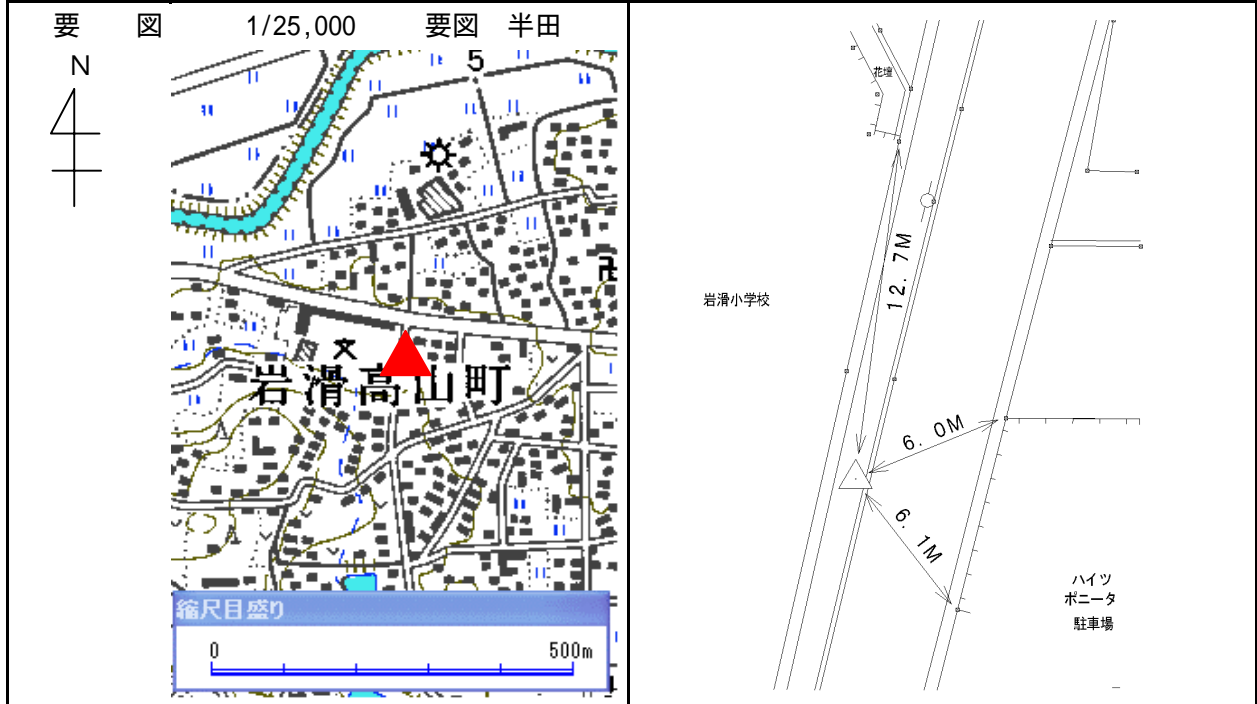 要 図 1/25,000 要図 半田
N
5
卍
文
岩滑高山町
縮尺目盛り
0 500m
花壇
12.7M
岩滑小学校
6.0M
6.1M
ハイツ
ボニータ
駐車場